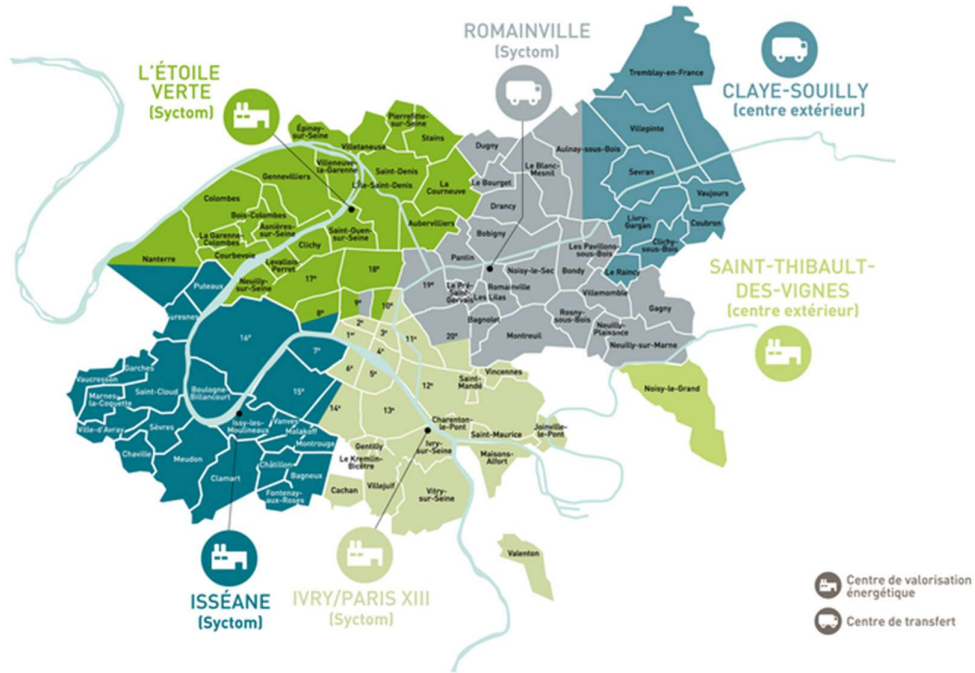 ROMAINVILLE
(Syctom)
L'ÉTOILE
VERTE
(Syctom)
CLAYE-SOUILLY
(centre extérieur)
SAINT-THIBAULT-
DES-VIGNES
(centre extérieur)
ISSÉANE
(Syctom)
IVRY/PARIS XIII
(Syctom)
Centre de valorisation
énergétique
Centre de transfert
Tremblay-en-France
Villepinte
Aulnay-sous-Bois
Sevran
Vaujours
Livry-
Gargan
Coubron
Clichy-
sous-Bois
Le Raincy
Pierrefitte-
sur-Seine
Épinay-
sur-Seine
Villetaneuse
Stains
Villeneuve-
la-Garenne
Saint-Denis
L'Île-Saint-Denis
La
Courneuve
Gennevilliers
Colombes
Bois-Colombes
Asnières-
sur-Seine
La Garenne-
Colombes
Courbevoie
Saint-Ouen-
sur-Seine
Aubervilliers
Clichy
Levallois-
Perret
Nanterre
Neuilly-
sur-Seine
17e
18e
8e
9e
10e
Dugny
Le Bourget
Le Blanc-
Mesnil
Drancy
Bobigny
Pantin
Les Pavillons-
sous-Bois
Noisy-le-Sec
Bondy
Le Pré-
Saint-
Gervais
Romainville
Les Lilas
Villemomble
Gagny
Bagnolet
Rosny-
sous-Bois
Neuilly-
Plaisance
Montreuil
Neuilly-sur-Marne
19e
20e
Noisy-le-Grand
Puteaux
Suresnes
16e
7e
15e
Garches
Vaucresson
Marnes-
la-Coquette
Saint-Cloud
Boulogne-
Billancourt
Ville-d'Avray
Sèvres
Issy-les-
Moulineaux
Vanves
Malakoff
Montrouge
Chaville
Meudon
Clamart
Châtillon
Bagneux
Fontenay-
aux-Roses
1er
2e
3e
4e
11e
6e
5e
12e
14e
13e
Saint-
Mandé
Vincennes
Charenton-
le-Pont
Saint-Maurice
Joinville-
le-Pont
Maisons-
Alfort
Gentilly
Le Kremlin-
Bicêtre
Ivry-
sur-Seine
Villejuif
Cachan
Vitry-
sur-Seine
Valenton